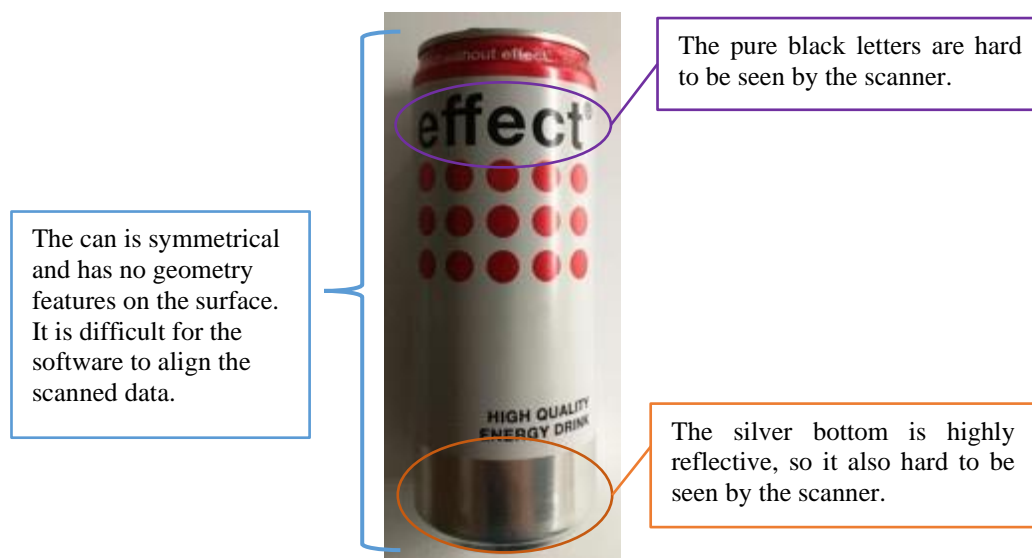 The pure black letters are hard
to be seen by the scanner.
without effect®
effect®
The can is symmetrical
and has no geometry
features on the surface.
It is difficult for the
software to align the
scanned data.
HIGH QUALITY
ENERGY DRINK
The silver bottom is highly
reflective, so it also hard to be
seen by the scanner.